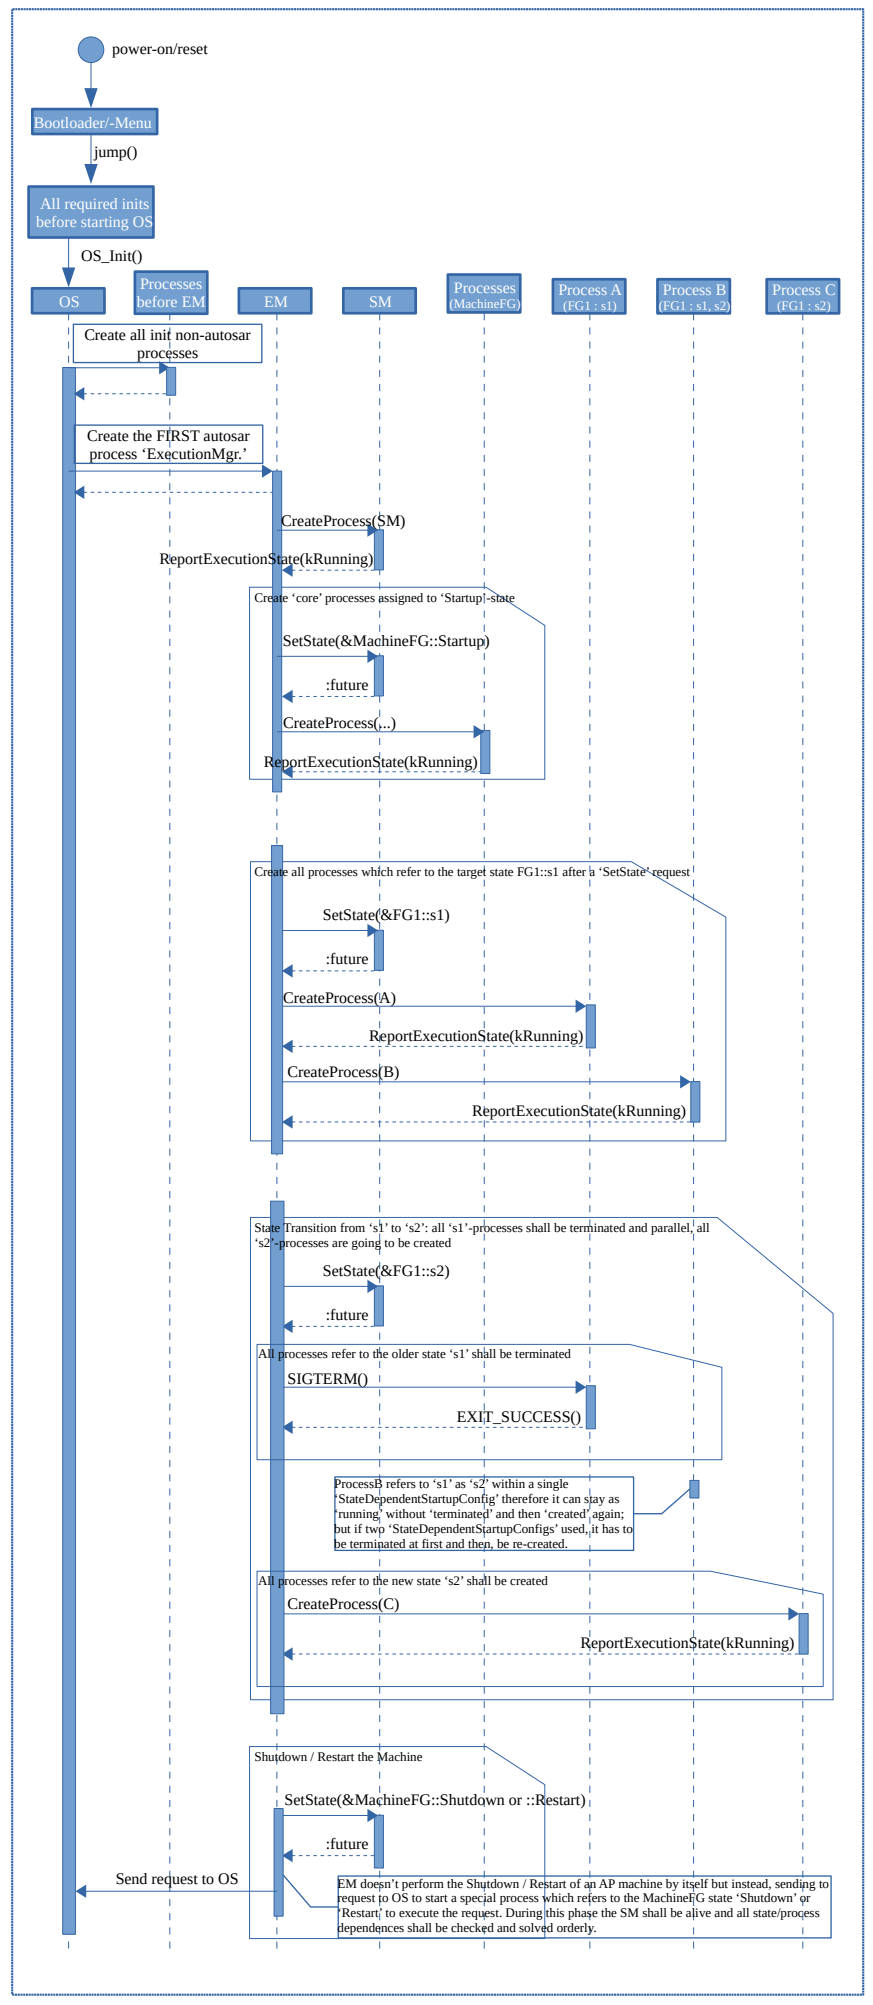 power-on/reset
Bootloader/-Menu
jump()
All required inits
before starting OS
OS_Init()
OS
Processes
before EM
EM
SM
Processes
(MachineFG)
Process A
(FG1 : s1)
Process B
(FG1 : s1, s2)
Process C
(FG1 : s2)
Create all init non-autosar
processes
Create the FIRST autosar
process ‘ExecutionMgr.’
CreateProcess(SM)
ReportExecutionState(kRunning)
Create ‘core’ processes assigned to ‘Startup’-state
SetState(&MachineFG::Startup)
:future
CreateProcess(...)
ReportExecutionState(kRunning)
Create all processes which refer to the target state FG1::s1 after a ‘SetState’ request
SetState(&FG1::s1)
:future
CreateProcess(A)
ReportExecutionState(kRunning)
CreateProcess(B)
ReportExecutionState(kRunning)
State Transition from ‘s1’ to ‘s2’: all ‘s1’-processes shall be terminated and parallel, all
‘s2’-processes are going to be created
SetState(&FG1::s2)
:future
All processes refer to the older state ‘s1’ shall be terminated
SIGTERM()
EXIT_SUCCESS()
ProcessB refers to ‘s1’ as ‘s2’ within a single
‘StateDependentStartupConfig’ therefore it can stay as
‘running’ without ‘terminated’ and then ‘created’ again;
but if two ‘StateDependentStartupConfigs’ used, it has to
be terminated at first and then, be re-created.
All processes refer to the new state ‘s2’ shall be created
CreateProcess(C)
ReportExecutionState(kRunning)
Shutdown / Restart the Machine
SetState(&MachineFG::Shutdown or ::Restart)
:future
Send request to OS
EM doesn’t perform the Shutdown / Restart of an AP machine by itself but instead, sending to
request to OS to start a special process which refers to the MachineFG state ‘Shutdown’ or
‘Restart’ to execute the request. During this phase the SM shall be alive and all state/process
dependences shall be checked and solved orderly.